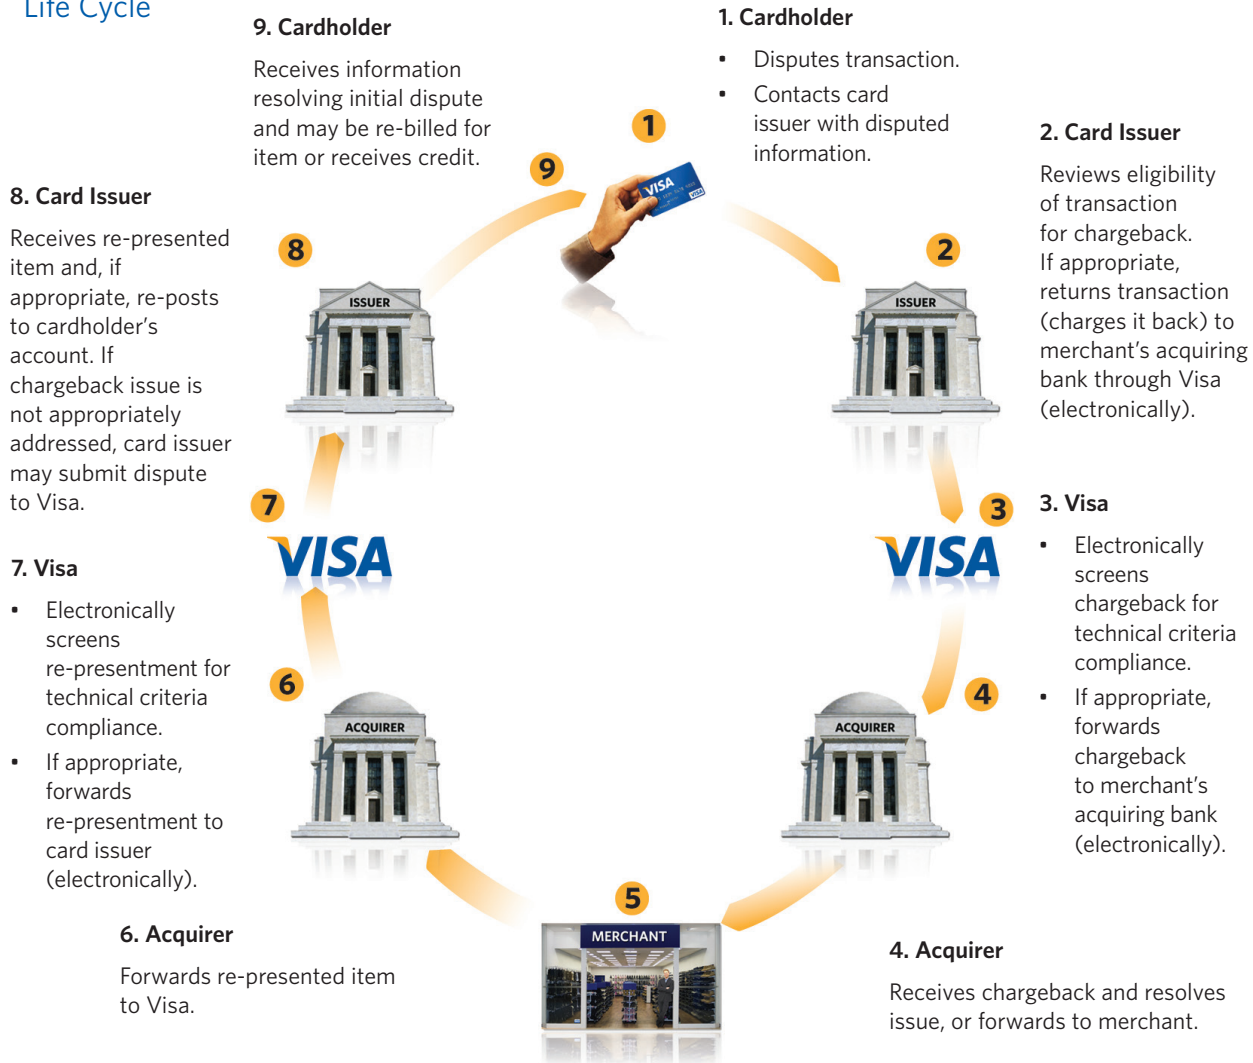 Life Cycle
1. Cardholder
• Disputes transaction.
• Contacts card
issuer with disputed
information.
2. Card Issuer
Reviews eligibility
of transaction
for chargeback.
If appropriate,
returns transaction
(charges it back) to
merchant’s acquiring
bank through Visa
(electronically).
3. Visa
• Electronically
screens
chargeback for
technical criteria
compliance.
• If appropriate,
forwards
chargeback
to merchant’s
acquiring bank
(electronically).
4. Acquirer
Receives chargeback and resolves
issue, or forwards to merchant.
6. Acquirer
Forwards re-presented item
to Visa.
7. Visa
• Electronically
screens
re-presentment for
technical criteria
compliance.
• If appropriate,
forwards
re-presentment to
card issuer
(electronically).
8. Card Issuer
Receives re-presented
item and, if
appropriate, re-posts
to cardholder’s
account. If
chargeback issue is
not appropriately
addressed, card issuer
may submit dispute
to Visa.
9. Cardholder
Receives information
resolving initial dispute
and may be re-billed for
item or receives credit.
1
VISA
VISA
2
ISSUER
3
VISA
4
ACQUIRER
5
MERCHANT
6
ACQUIRER
7
VISA
8
ISSUER
9